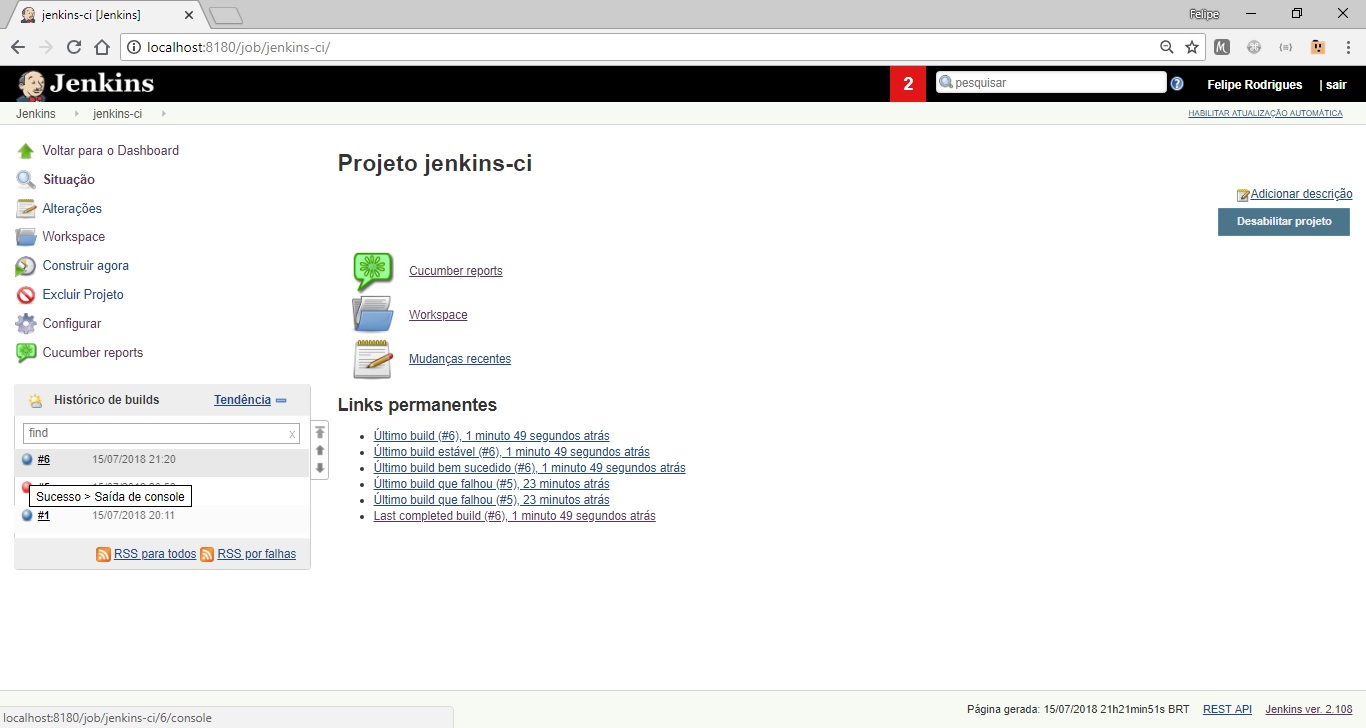 jenkins-ci [Jenkins]
Felipe
localhost:8180/job/jenkins-ci/
Jenkins
2
pesquisar
Felipe Rodrigues | sair
Jenkins jenkins-ci
HABILITAR ATUALIZAÇÃO AUTOMÁTICA
Voltar para o Dashboard
Situação
Alterações
Workspace
Construir agora
Excluir Projeto
Configurar
Cucumber reports
Histórico de builds Tendência
find x
#6 15/07/2018 21:20
Sucesso > Saída de console
#1 15/07/2018 20:11
RSS para todos RSS por falhas
Projeto jenkins-ci
Adicionar descrição
Desabilitar projeto
Cucumber reports
Workspace
Mudanças recentes
Links permanentes
Último build (#6), 1 minuto 49 segundos atrás
Último build estável (#6), 1 minuto 49 segundos atrás
Último build bem sucedido (#6), 1 minuto 49 segundos atrás
Último build que falhou (#5), 23 minutos atrás
Último build que falhou (#5), 23 minutos atrás
Last completed build (#6), 1 minuto 49 segundos atrás
Página gerada: 15/07/2018 21h21min51s BRT REST API Jenkins ver. 2.108
localhost:8180/job/jenkins-ci/6/console